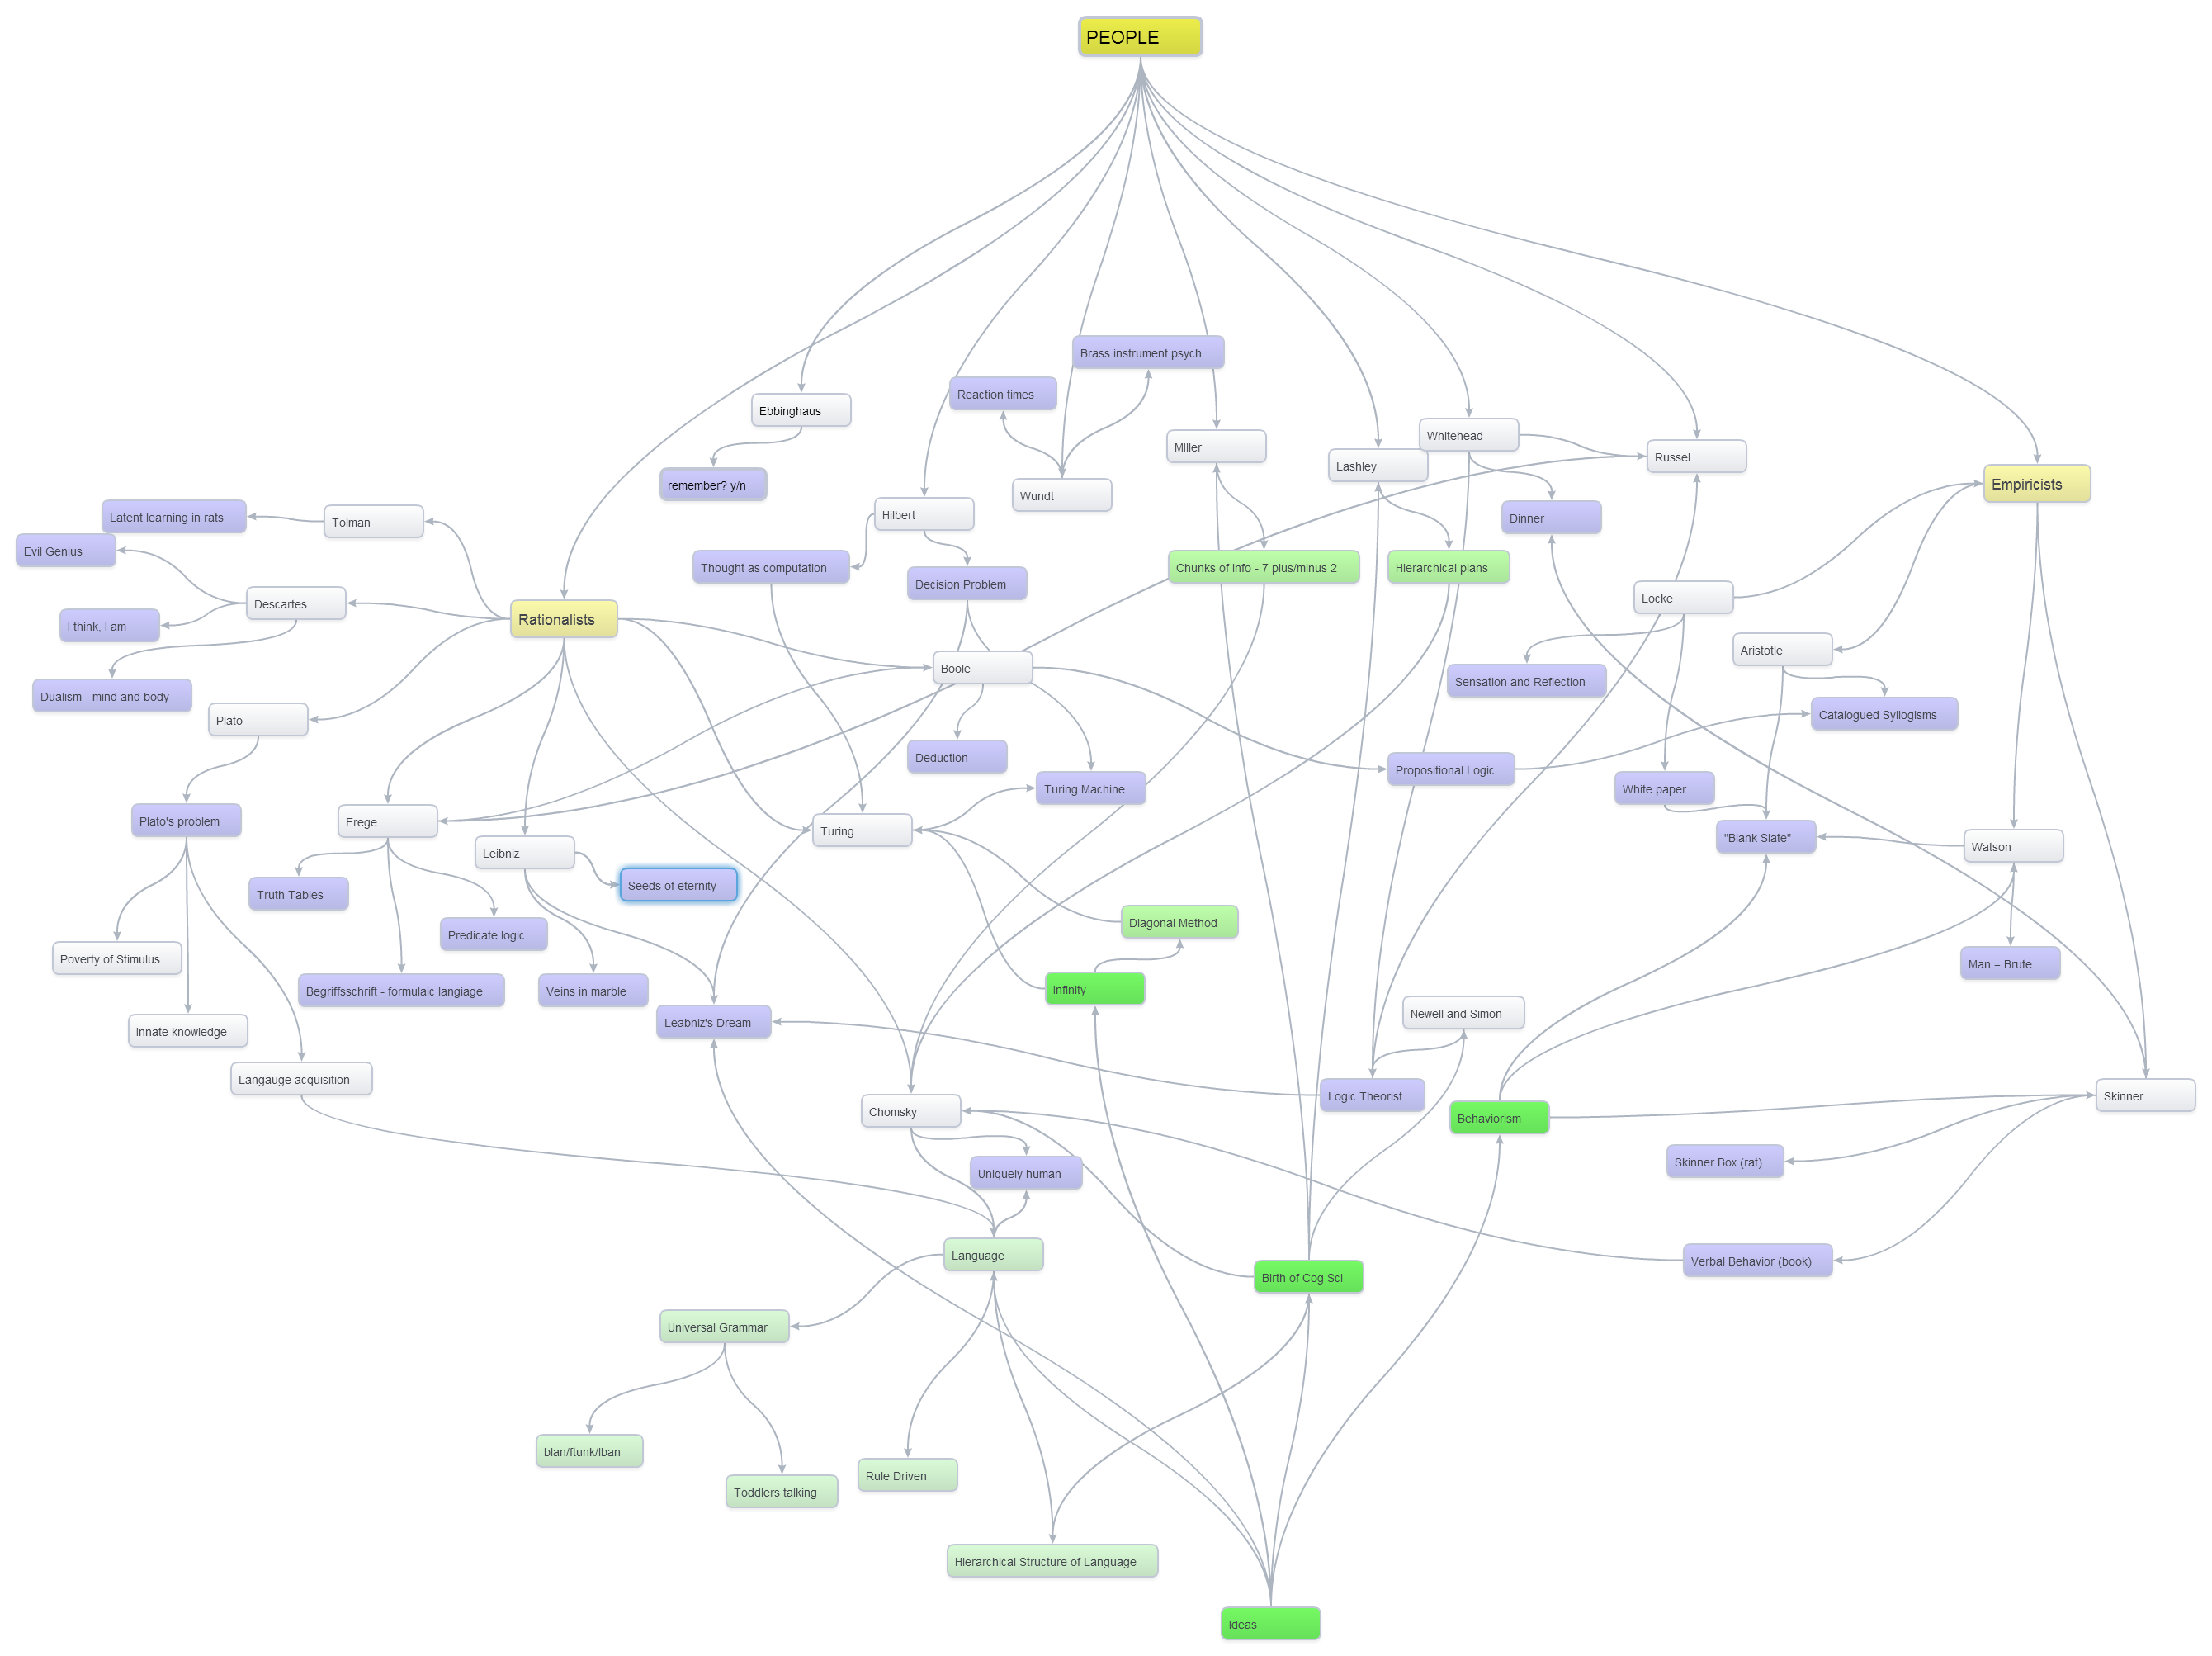 PEOPLE
Brass instrument psych
Reaction times
Ebbinghaus
Whitehead
MIller
Russel
Lashley
remember? y/n
Empiricists
Wundt
Hilbert
Latent learning in rats
Dinner
Tolman
Evil Genius
Thought as computation
Chunks of info - 7 plus/minus 2
Hierarchical plans
Decision Problem
Locke
Descartes
Rationalists
I think, I am
Aristotle
Boole
Sensation and Reflection
Dualism - mind and body
Catalogued Syllogisms
Plato
Deduction
Propositional Logic
Turing Machine
White paper
Plato's problem
Frege
Turing
"Blank Slate"
Watson
Leibniz
Seeds of eternity
Truth Tables
Diagonal Method
Predicate logic
Poverty of Stimulus
Man = Brute
Infinity
Begriffsschrift - formulaic langiage
Veins in marble
Newell and Simon
Leabniz's Dream
Innate knowledge
Langauge acquisition
Logic Theorist
Skinner
Chomsky
Behaviorism
Skinner Box (rat)
Uniquely human
Language
Verbal Behavior (book)
Birth of Cog Sci
Universal Grammar
blan/ftunk/lban
Rule Driven
Toddlers talking
Hierarchical Structure of Language
Ideas